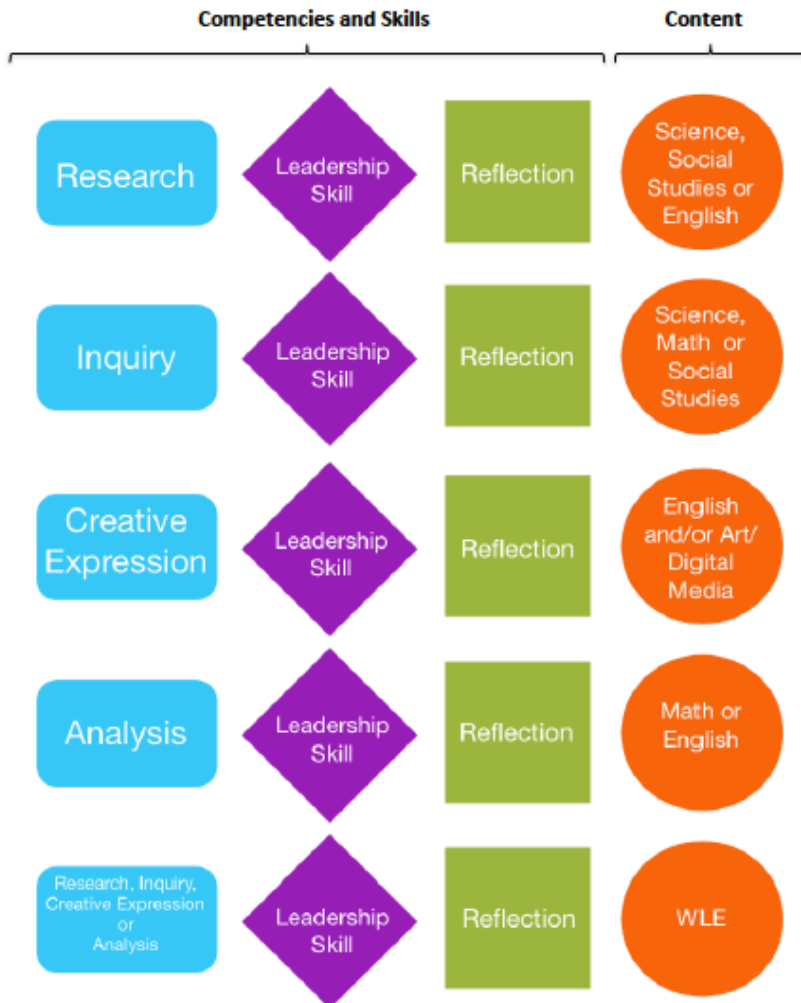 Competencies and Skills
Content
Research
Leadership
Skill
Reflection
Science,
Social
Studies or
English
Inquiry
Leadership
Skill
Reflection
Science,
Math or
Social
Studies
Creative
Expression
Leadership
Skill
Reflection
English
and/or Art/
Digital
Media
Analysis
Leadership
Skill
Reflection
Math or
English
Research, Inquiry,
Creative Expression
or
Analysis
Leadership
Skill
Reflection
WLE